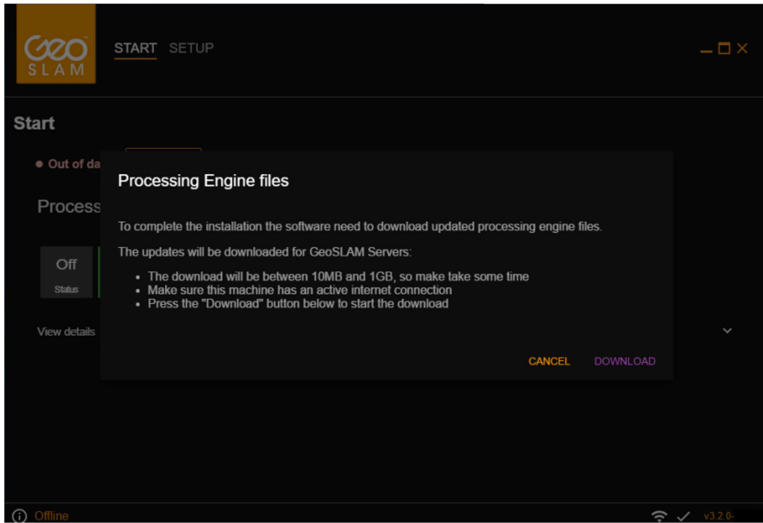 Geo
SLAM
START SETUP
Start
Out of da
Processing Engine files
Process
To complete the installation the software need to download updated processing engine files.
The updates will be downloaded for GeoSLAM Servers:
Off
Status
• The download will be between 10MB and 1GB, so make take some time
• Make sure this machine has an active internet connection
• Press the "Download" button below to start the download
View details
CANCEL DOWNLOAD
Offline
v3.2.0-